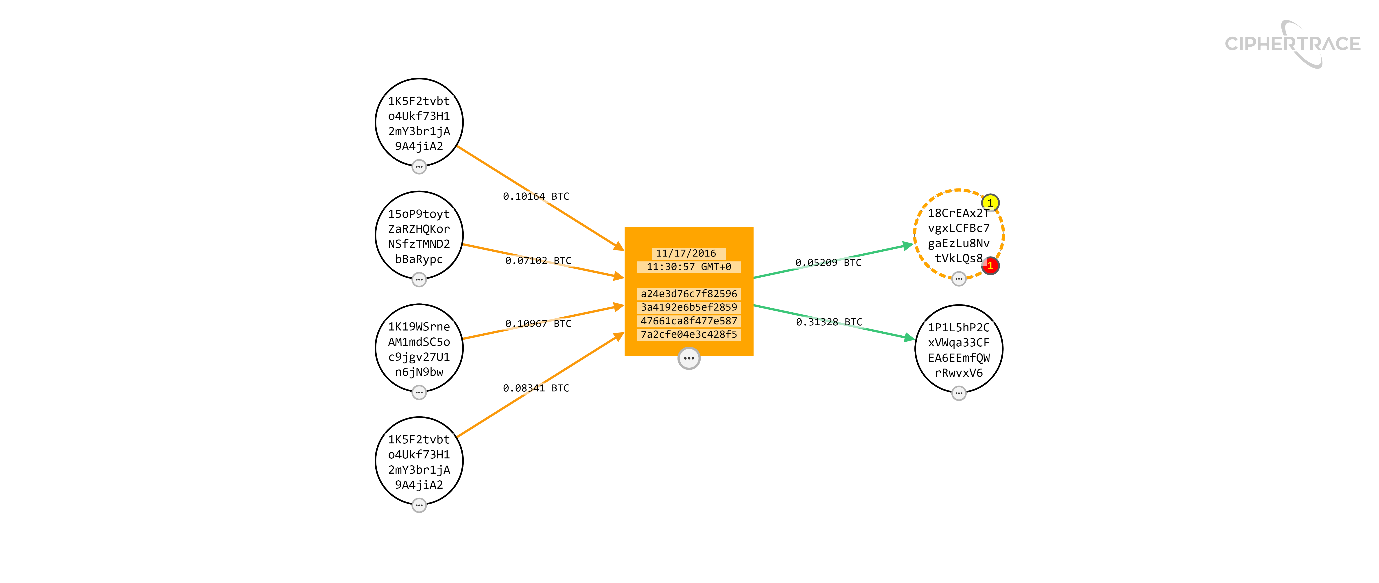 CIPHERTRACE
1K5F2tvbt
o4Ukf73H1
2mY3br1jA
9A4jiA2
0.10164 BTC
15oP9toyt
ZaRZHQKor
NSfzTMND2
bBaRypc
0.07102 BTC
1K19WSrne
AM1mdSC5o
c9jgv27U1
n6jN9bw
0.10967 BTC
1K5F2tvbt
o4Ukf73H1
2mY3br1jA
9A4jiA2
0.08341 BTC
11/17/2016
11:30:57 GMT+0
a24e3d76c7f82596
3a4192e6b5ef2859
47661ca8f477e587
7a2cfe04e3c428f5
0.05209 BTC
1
18CrEAx2T
vgxLCFBc7
gaEzLu8Nv
tVkLQs8
1
0.31328 BTC
1P1L5hP2C
xVWqa33CF
EA6EEmfQW
rRwvxV6